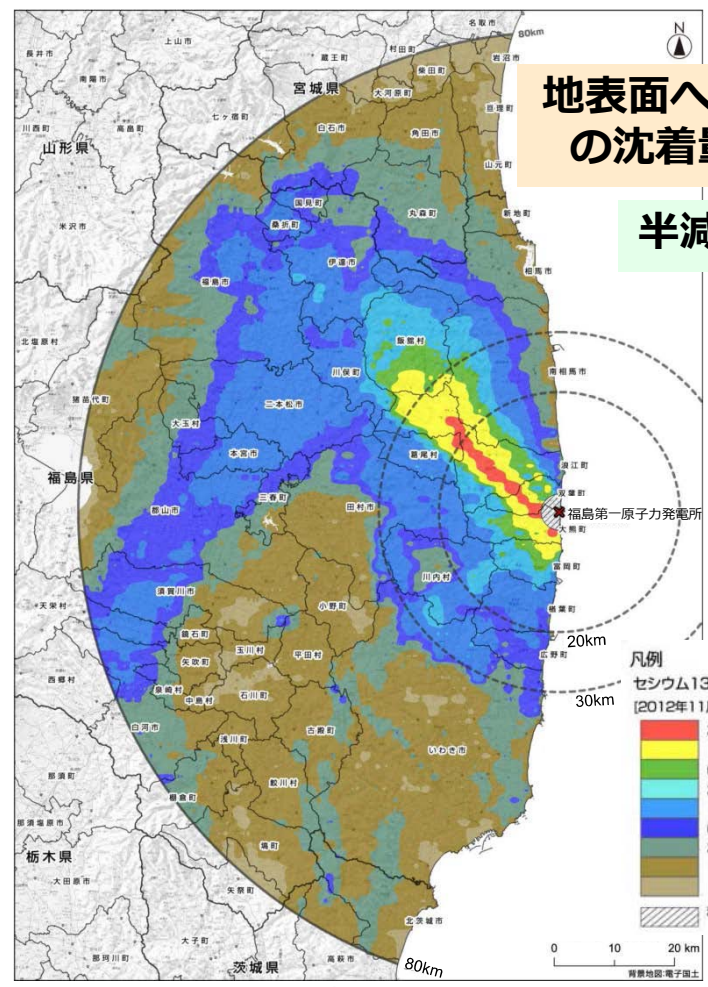 名取市
80km
N
上山市
村田町
岩沼市
長井市
蔵王町
柴田町
南陽市
宮城県
大河原町
地表面へ
亘理町
七ヶ宿町
川西町
高畠町
白石市
角田市
の沈着量
山形県
山元町
国見町
丸森町
新地町
米沢市
桑折町
半減
伊達市
相馬市
福島市
飯舘村
北塩原村
川俣町
南相馬市
猪苗代町
二本松市
大玉村
本宮市
葛尾村
浪江町
福島県
双葉町
三春町
田村市
福島第一原子力発電所
郡山市
大熊町
川内村
富岡町
須賀川市
天栄村
小野町
楢葉町
鏡石町
20km
玉川村
平田村
広野町
矢吹町
凡例
西郷村
泉崎村
セシウム13
中島村
石川町
30km
[2012年11月
白河市
古殿町
浅川町
いわき市
那須町
鮫川村
棚倉町
那須塩原市
塙町
栃木県
大田原市
矢祭町
北茨城市
大子町
0 10 20 km
那珂川町
高萩市
80km
茨城県
背景地図:電子国土